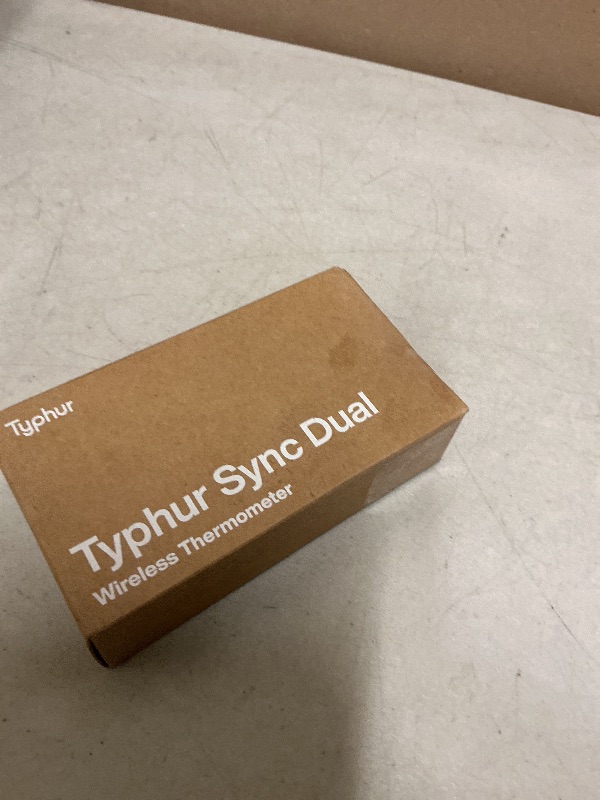 Typhur
Typhur Sync Dual
Wireless Thermometer